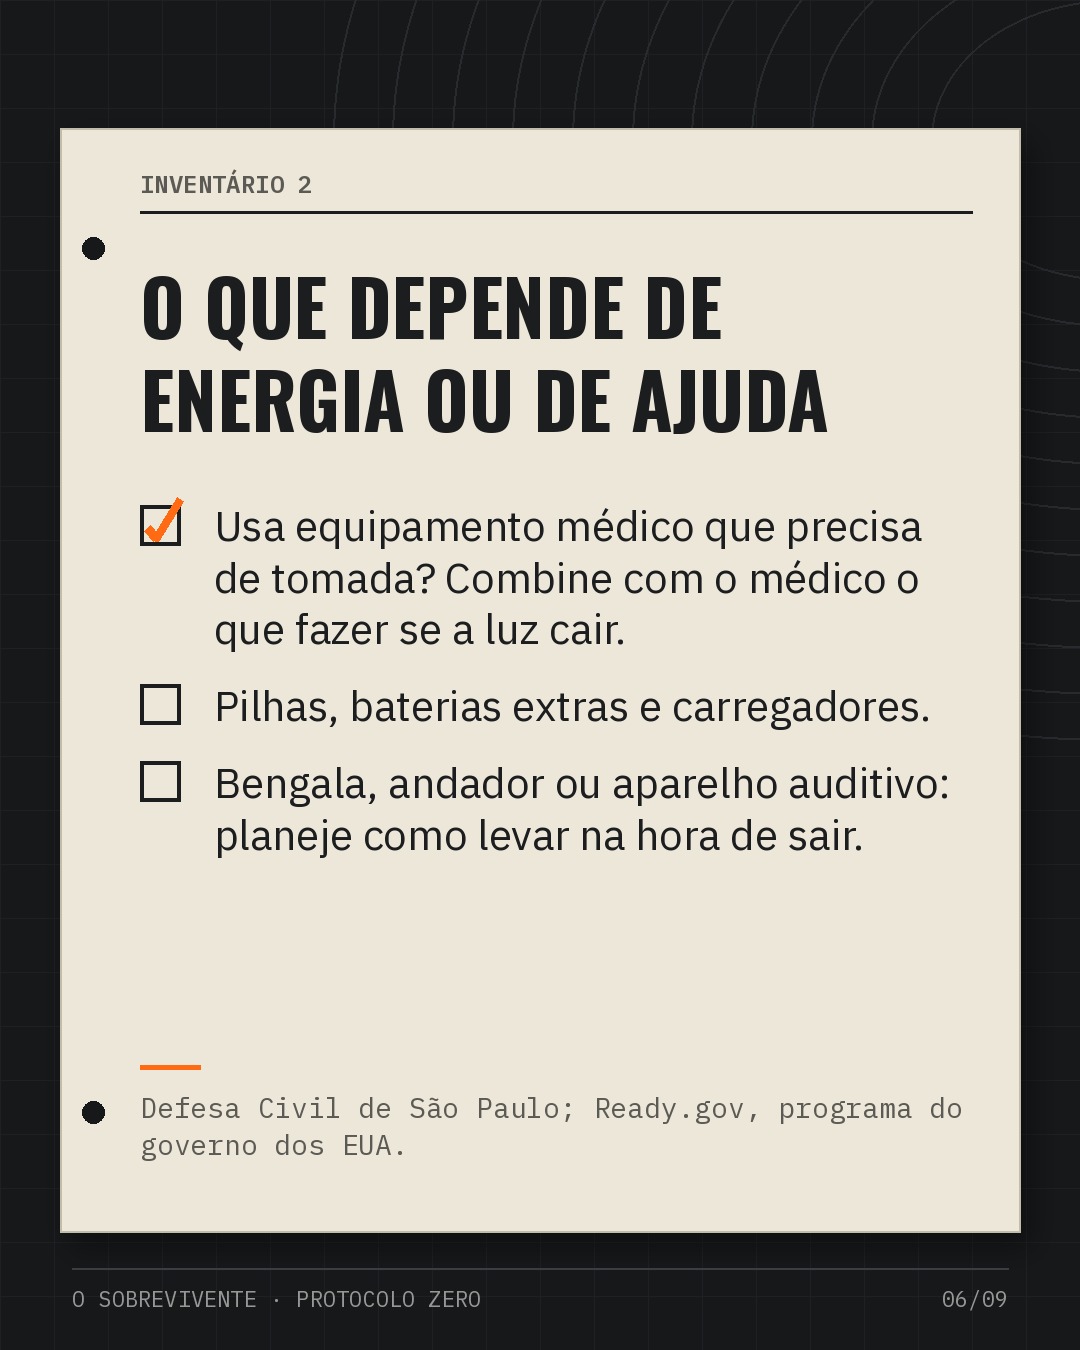 INVENTÁRIO 2
O QUE DEPENDE DE
ENERGIA OU DE AJUDA
Usa equipamento médico que precisa
de tomada? Combine com o médico o
que fazer se a luz cair.
Pilhas, baterias extras e carregadores.
Bengala, andador ou aparelho auditivo:
planeje como levar na hora de sair.
Defesa Civil de São Paulo; Ready.gov, programa do
governo dos EUA.
O SOBREVIVENTE · PROTOCOLO ZERO
06/09